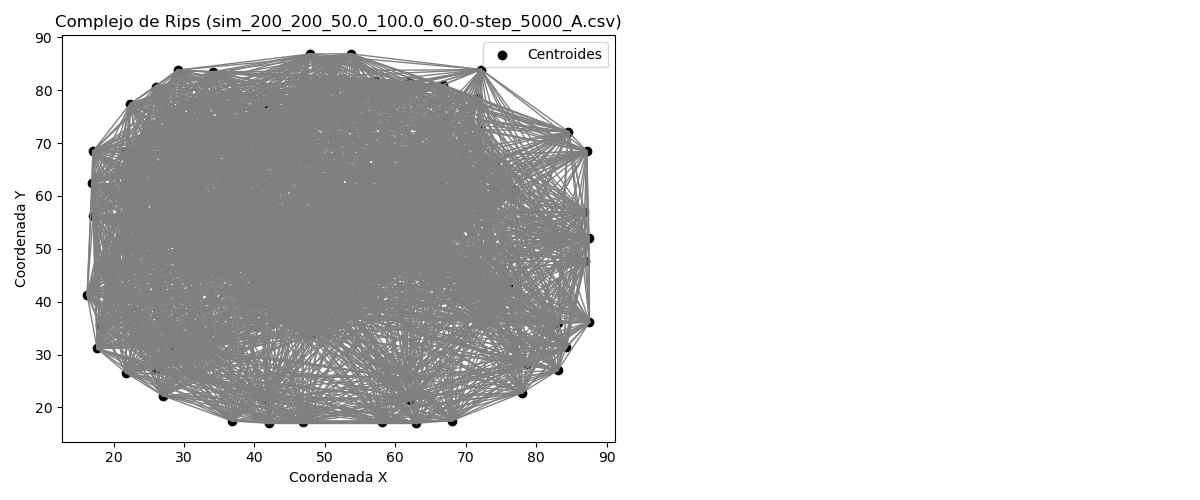 Complejo de Rips (sim_200_200_50.0_100.0_60.0-step_5000_A.csv)
Centroides
90
80
70
60
50
40
30
20
Coordenada Y
20 30 40 50 60 70 80 90
Coordenada X